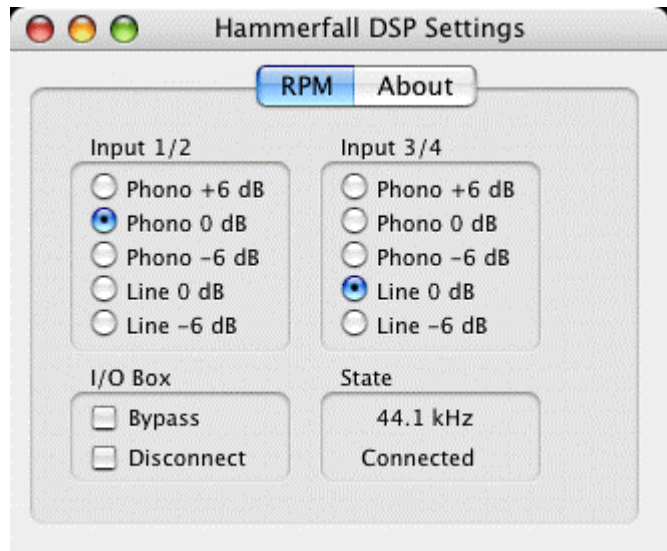 Hammerfall DSP Settings
RPM About
Input 1/2
Phono +6 dB
Phono 0 dB
Phono −6 dB
Line 0 dB
Line −6 dB
Input 3/4
Phono +6 dB
Phono 0 dB
Phono −6 dB
Line 0 dB
Line −6 dB
I/O Box
Bypass
Disconnect
State
44.1 kHz
Connected